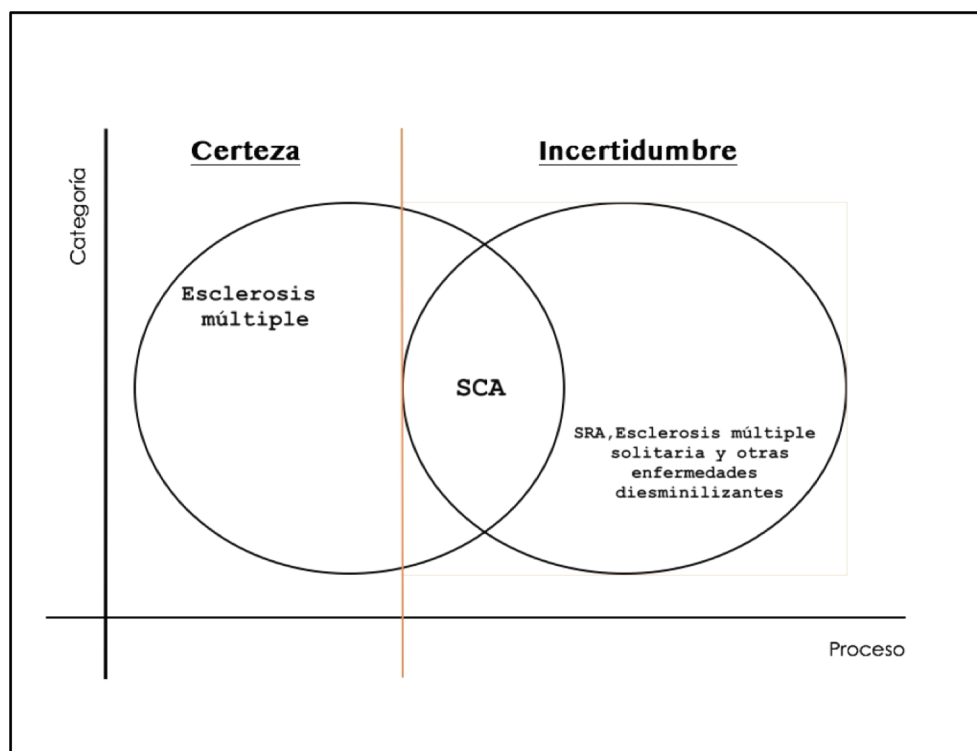 Certeza
Incertidumbre
Categoría
Esclerosis
múltiple
SCA
SRA,Esclerosis múltiple
solitaria y otras
enfermedades
diesminilizantes
Proceso